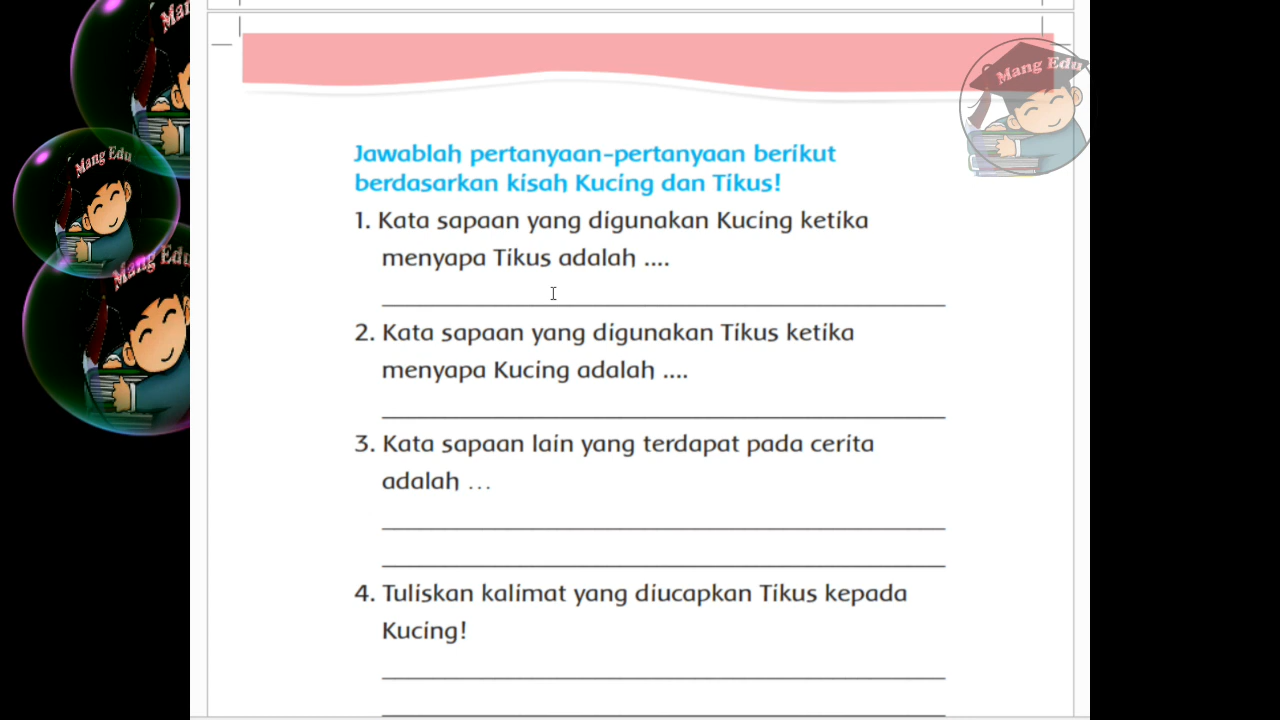 Mang Edu
Mang Edu
Mang Edu
Jawablah pertanyaan-pertanyaan berikut
berdasarkan kisah Kucing dan Tikus!
1. Kata sapaan yang digunakan Kucing ketika
menyapa Tikus adalah ....
2. Kata sapaan yang digunakan Tikus ketika
menyapa Kucing adalah ....
3. Kata sapaan lain yang terdapat pada cerita
adalah ...
4. Tuliskan kalimat yang diucapkan Tikus kepada
Kucing!